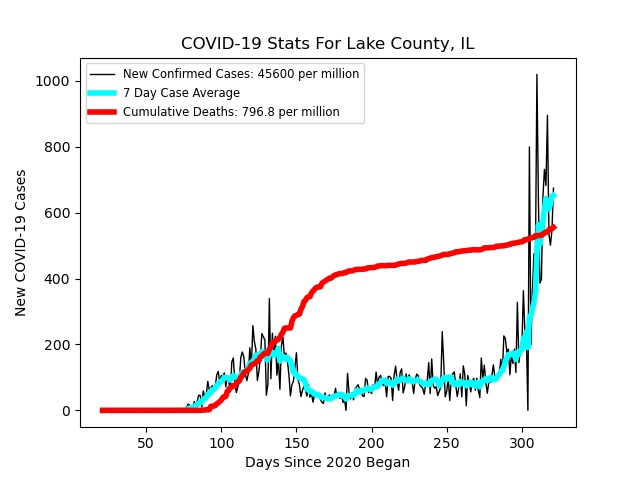 COVID-19 Stats For Lake County, IL
New Confirmed Cases: 45600 per million
7 Day Case Average
Cumulative Deaths: 796.8 per million
New COVID-19 Cases
1000
800
600
400
200
0
50 100 150 200 250 300
Days Since 2020 Began